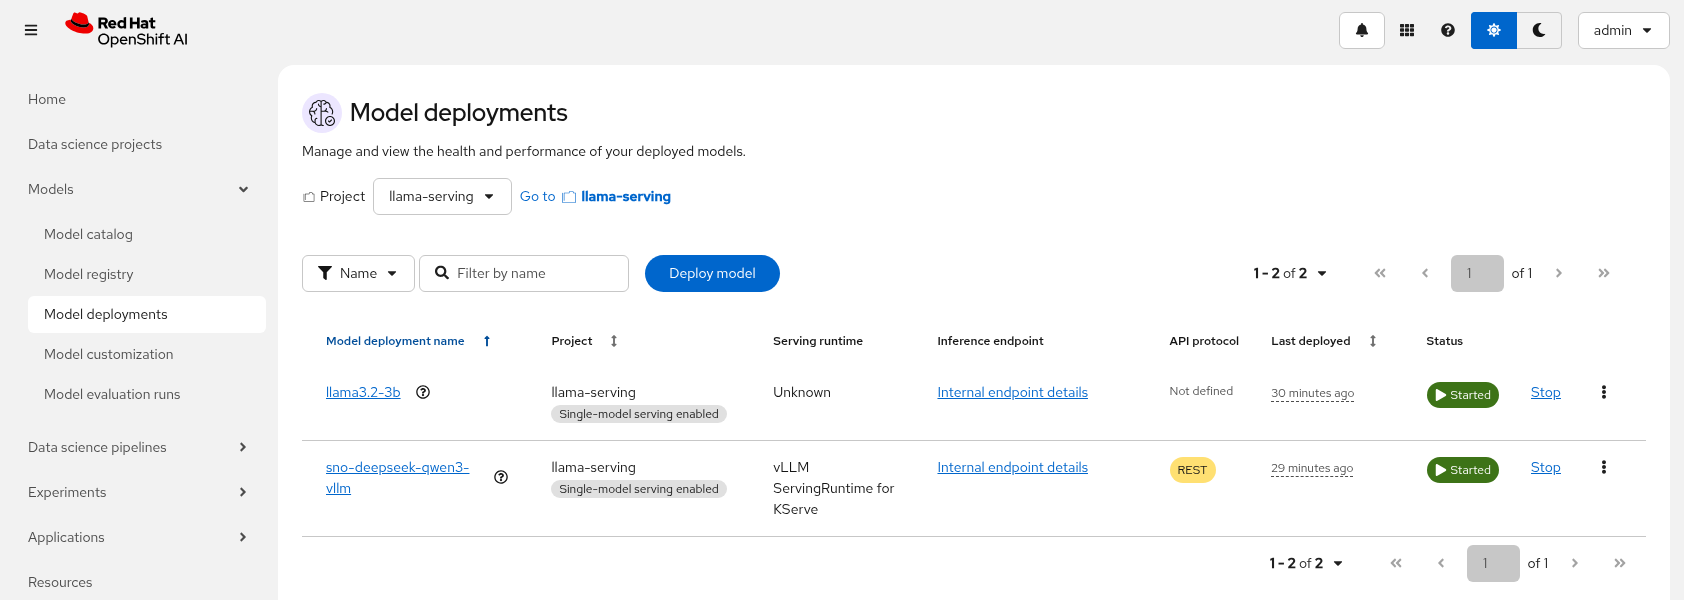 Red Hat
OpenShift AI
admin
Home
Data science projects
Models
Model catalog
Model registry
Model deployments
Model customization
Model evaluation runs
Data science pipelines
Experiments
Applications
Resources
Model deployments
Manage and view the health and performance of your deployed models.
Project llama-serving Go to llama-serving
Name Filter by name Deploy model 1 - 2 of 2 1 of 1
Model deployment name Project Serving runtime Inference endpoint API protocol Last deployed Status
llama3.2-3b llama-serving Unknown Internal endpoint details Not defined 30 minutes ago Started Stop
Single-model serving enabled
sno-deepseek-qwen3- llama-serving vLLM Internal endpoint details REST 29 minutes ago Started Stop
vllm Single-model serving enabled ServingRuntime for
KServe
1 - 2 of 2 1 of 1